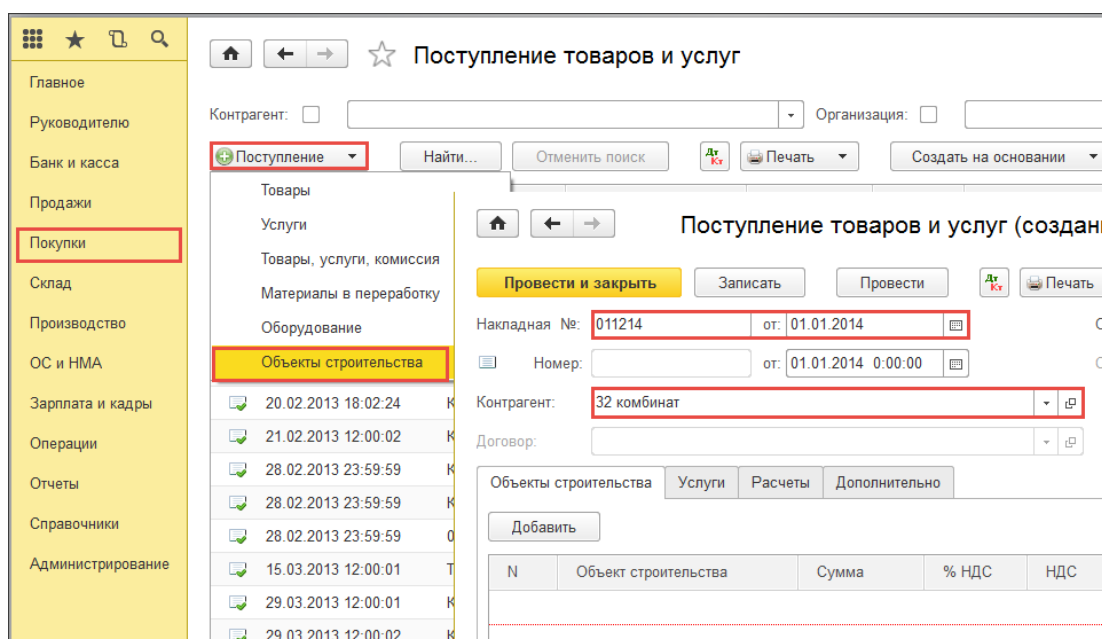 Поступление товаров и услуг
Главное
Руководителю
Банк и касса
Продажи
Покупки
Склад
Производство
ОС и НМА
Зарплата и кадры
Операции
Отчеты
Справочники
Администрирование
Контрагент: Организация:
Поступление Найти... Отменить поиск Дт Кт Печать Создать на основании
Товары
Услуги
Товары, услуги, комиссия
Материалы в переработку
Оборудование
Объекты строительства
20.02.2013 18:02:24 К
21.02.2013 12:00:02 К
28.02.2013 23:59:59 К
28.02.2013 23:59:59 К
28.02.2013 23:59:59 0
15.03.2013 12:00:01 Т
29.03.2013 12:00:01 К
29.03.2013 12:00:02 К
Поступление товаров и услуг (создан
Провести и закрыть Записать Провести Дт Кт Печать
Накладная №: 011214 от: 01.01.2014
Номер: от: 01.01.2014 0:00:00
Контрагент: 32 комбинат
Договор:
Объекты строительства Услуги Расчеты Дополнительно
Добавить
N Объект строительства Сумма % НДС НДС